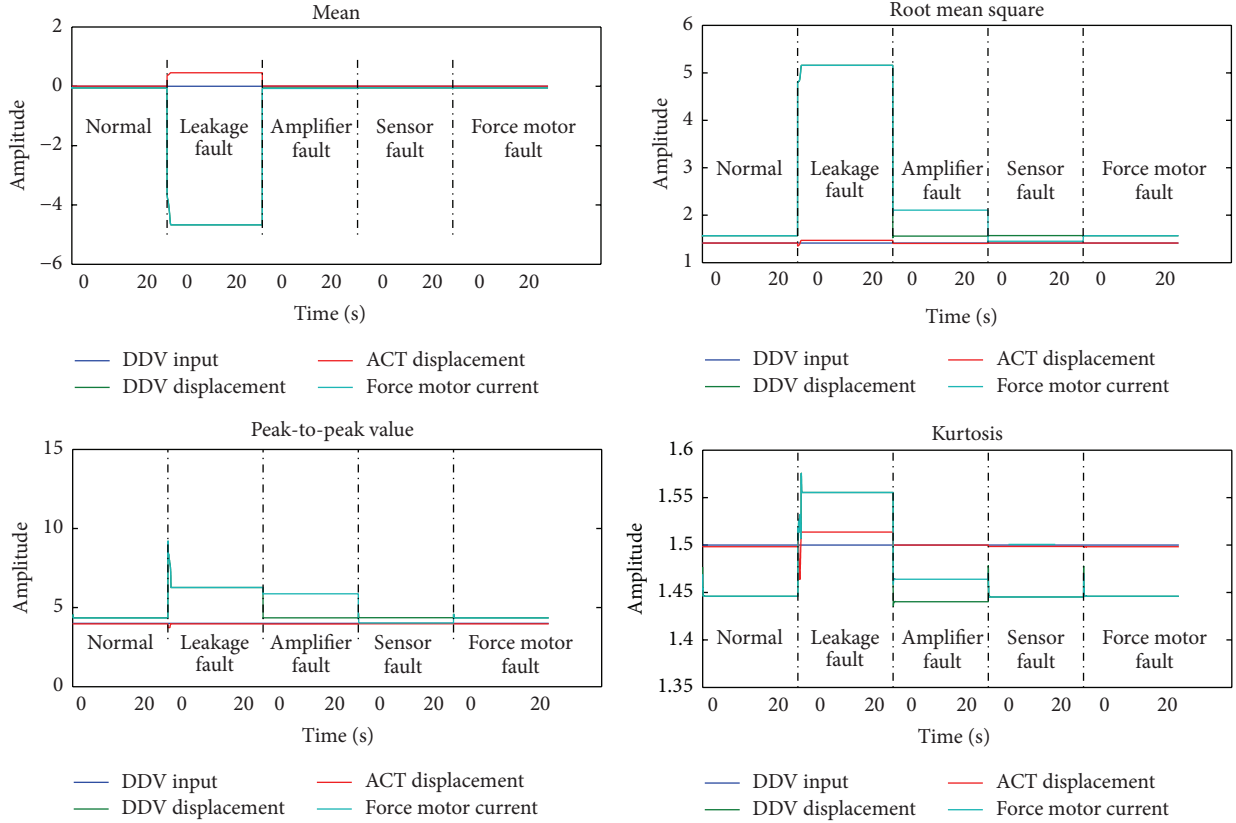 Mean
2
0
−2
−4
−6
Amplitude
Normal
Leakage
fault
Amplifier
fault
Sensor
fault
Force motor
fault
0 20 0 20 0 20 0 20 0 20
Time (s)
DDV input
DDV displacement
ACT displacement
Force motor current
Root mean square
6
5
4
3
2
1
Amplitude
Normal
Leakage
fault
Amplifier
fault
Sensor
fault
Force motor
fault
0 20 0 20 0 20 0 20 0 20
Time (s)
DDV input
DDV displacement
ACT displacement
Force motor current
Peak-to-peak value
15
10
5
0
Amplitude
Normal
Leakage
fault
Amplifier
fault
Sensor
fault
Force motor
fault
0 20 0 20 0 20 0 20 0 20
Time (s)
DDV input
DDV displacement
ACT displacement
Force motor current
Kurtosis
1.6
1.55
1.5
1.45
1.4
1.35
Amplitude
Normal
Leakage
fault
Amplifier
fault
Sensor
fault
Force motor
fault
0 20 0 20 0 20 0 20 0 20
Time (s)
DDV input
DDV displacement
ACT displacement
Force motor current